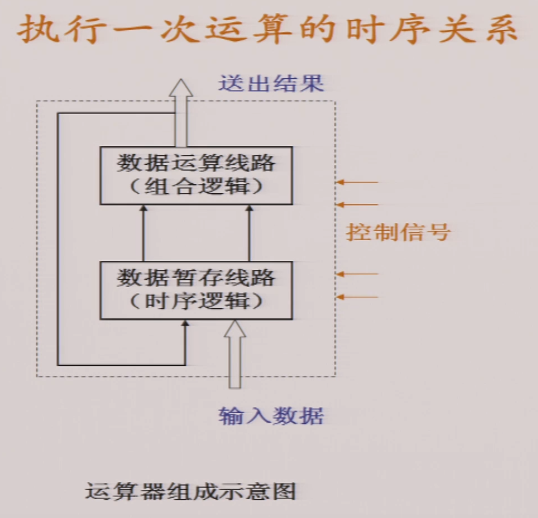 执行一次运算的时序关系
送出结果
数据运算线路
（组合逻辑）
控制信号
数据暂存线路
（时序逻辑）
输入数据
运算器组成示意图